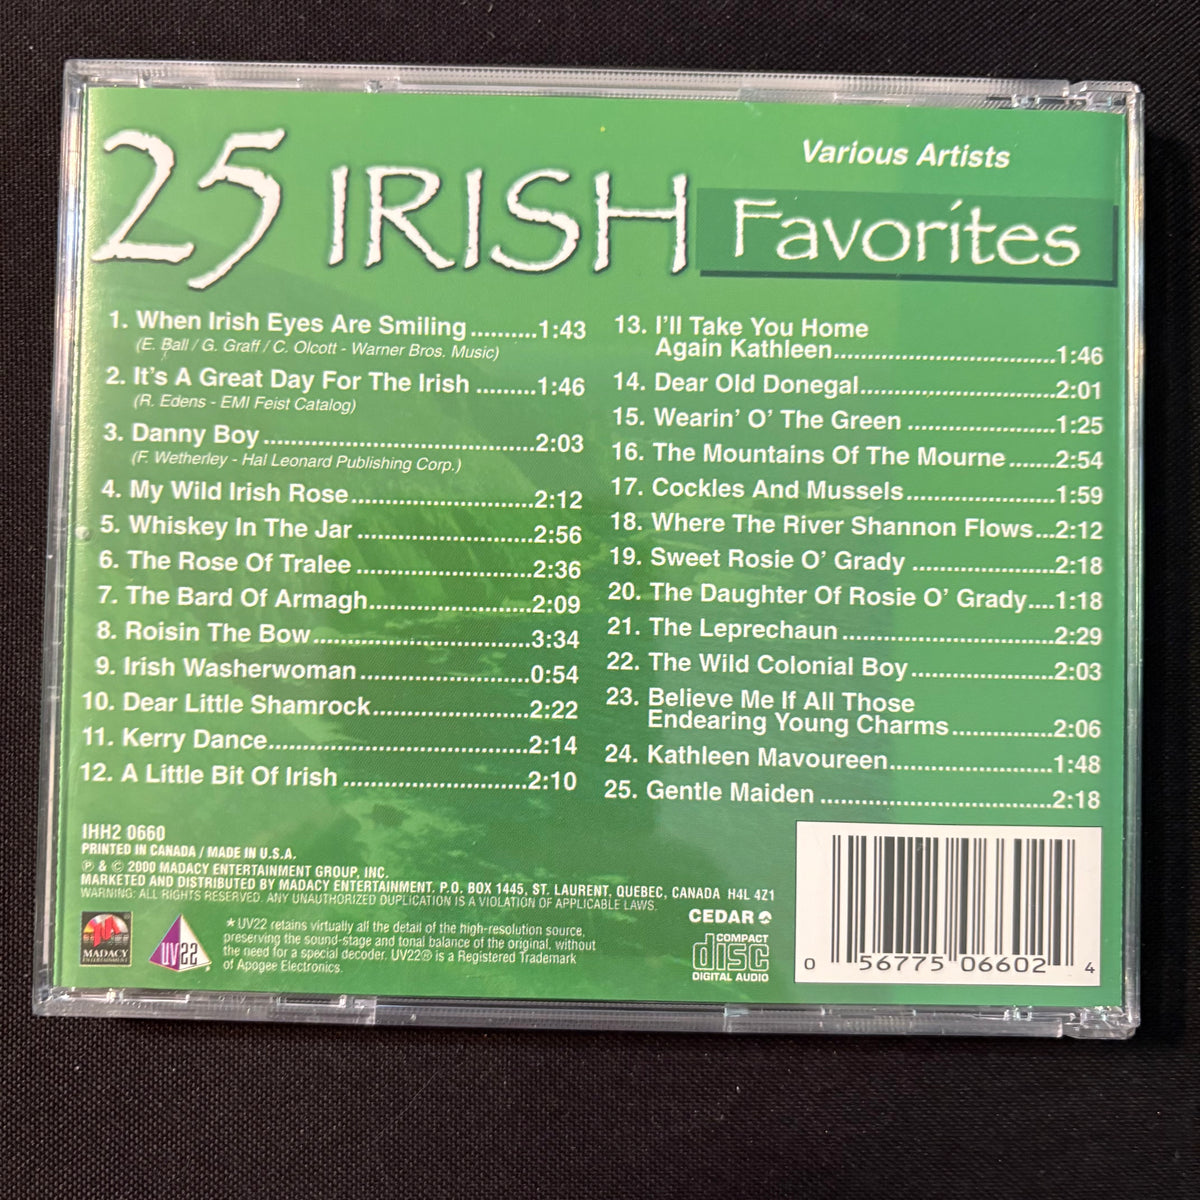 25 IRISH Favorites
Various Artists
1. When Irish Eyes Are Smiling..........1:43
(E. Ball / G. Graff / C. Olcott - Warner Bros. Music)
2. It's A Great Day For The Irish .........1:46
(R. Edens - EMI Feist Catalog)
3. Danny Boy.......................................2:03
(F. Wetherley - Hal Leonard Publishing Corp.)
4. My Wild Irish Rose..........................2:12
5. Whiskey In The Jar .........................2:56
6. The Rose Of Tralee .........................2:36
7. The Bard Of Armagh.......................2:09
8. Roisin The Bow...............................3:34
9. Irish Washerwoman ........................0:54
10. Dear Little Shamrock......................2:22
11. Kerry Dance.....................................2:14
12. A Little Bit Of Irish ..........................2:10
13. I'll Take You Home
Again Kathleen................................1:46
14. Dear Old Donegal............................2:01
15. Wearin' O' The Green .....................1:25
16. The Mountains Of The Mourne.......2:54
17. Cockles And Mussels......................1:59
18. Where The River Shannon Flows...2:12
19. Sweet Rosie O' Grady ....................2:18
20. The Daughter Of Rosie O' Grady....1:18
21. The Leprechaun ..............................2:29
22. The Wild Colonial Boy....................2:03
23. Believe Me If All Those
Endearing Young Charms..............2:06
24. Kathleen Mavoureen.......................1:48
25. Gentle Maiden .................................2:18
IHH2 0660
PRINTED IN CANADA / MADE IN U.S.A.
℗ & © 2000 MADACY ENTERTAINMENT GROUP, INC.
MARKETED AND DISTRIBUTED BY MADACY ENTERTAINMENT, P.O. BOX 1445, ST. LAURENT, QUEBEC, CANADA H4L 4Z1
WARNING: ALL RIGHTS RESERVED. ANY UNAUTHORIZED DUPLICATION IS A VIOLATION OF APPLICABLE LAWS.
MADACY
ENTERTAINMENT
UV22
* UV22 retains virtually all the detail of the high-resolution source,
preserving the sound-stage and tonal balance of the original, without
the need for a special decoder. UV22® is a Registered Trademark
of Apogee Electronics.
CEDAR
COMPACT
disc
DIGITAL AUDIO
0 56775 06602 4